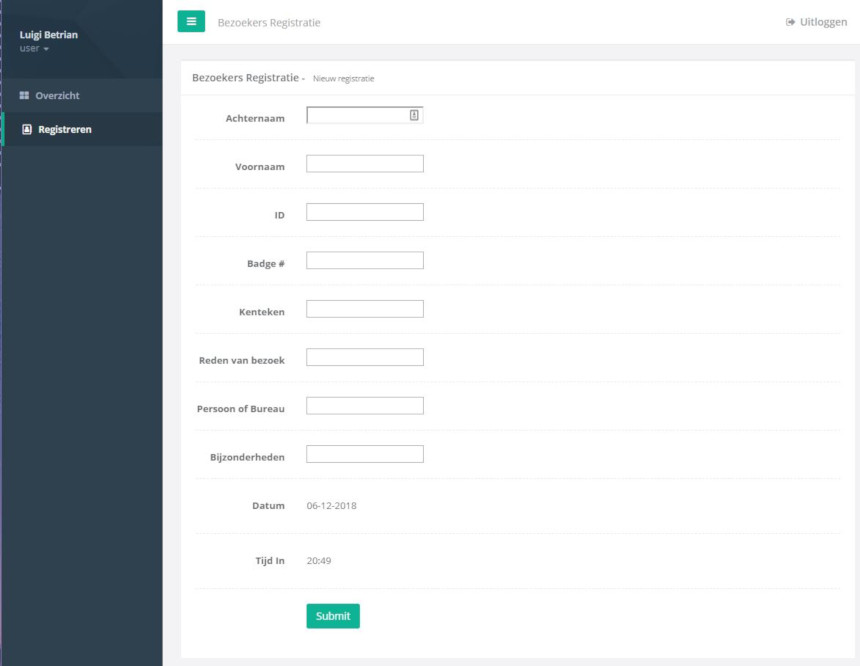 Luigi Betrian
user
Overzicht
Registreren
Bezoekers Registratie
Uitloggen
Bezoekers Registratie - Nieuw registratie
Achternaam
Voornaam
ID
Badge #
Kenteken
Reden van bezoek
Persoon of Bureau
Bijzonderheden
Datum 06-12-2018
Tijd In 20:49
Submit